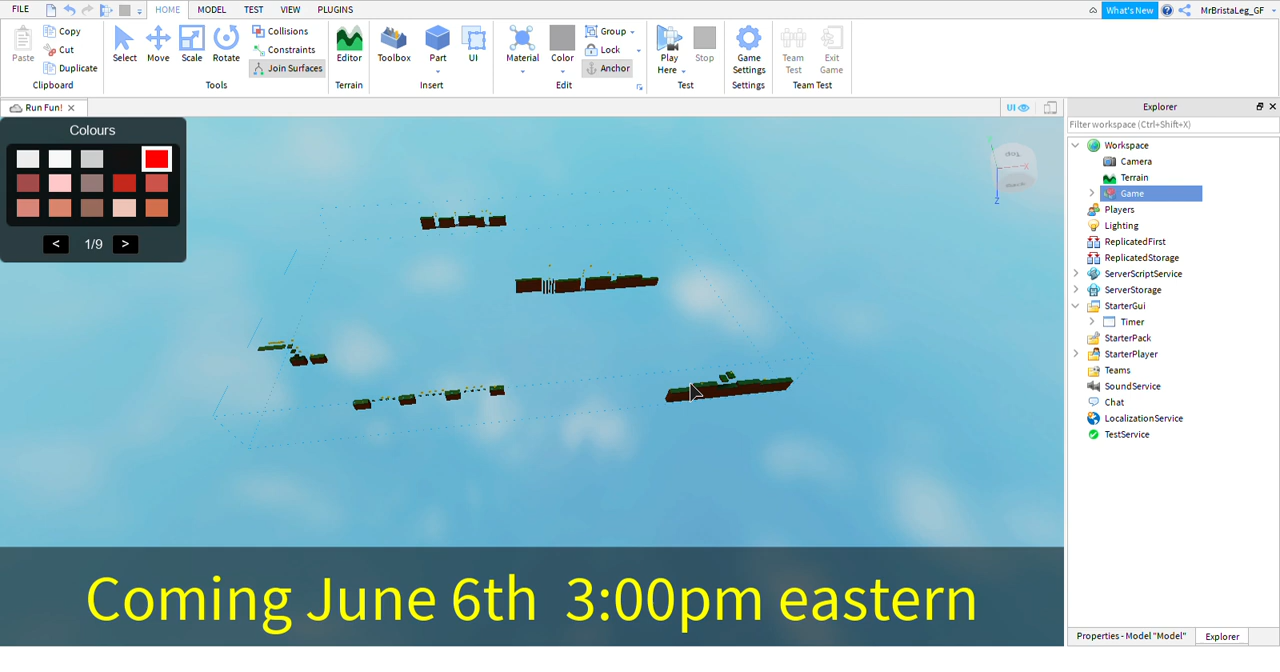 FILE HOME MODEL TEST VIEW PLUGINS What's New MrBristaLeg_GF
Paste Copy Cut Duplicate Clipboard
Select Move Scale Rotate Collisions Constraints Join Surfaces Tools
Editor Terrain
Toolbox Part UI Insert
Material Color Group Lock Anchor Edit
Play Here Stop Test
Game Settings Settings
Team Test Exit Game Team Test
Run Fun!
UI
Colours
< 1/9 >
Coming June 6th 3:00pm eastern
Explorer
Filter workspace (Ctrl+Shift+X)
Workspace
Camera
Terrain
Game
Players
Lighting
ReplicatedFirst
ReplicatedStorage
ServerScriptService
ServerStorage
StarterGui
Timer
StarterPack
StarterPlayer
Teams
SoundService
Chat
LocalizationService
TestService
Properties - Model "Model" Explorer